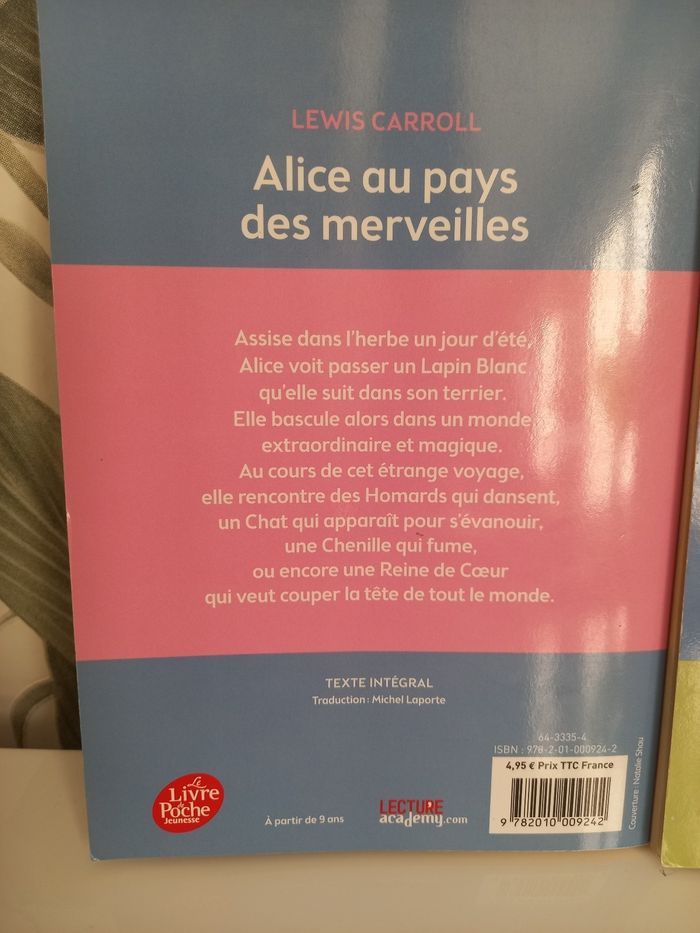 LEWIS CARROLL
Alice au pays
des merveilles
Assise dans l'herbe un jour d'été,
Alice voit passer un Lapin Blanc
qu'elle suit dans son terrier.
Elle bascule alors dans un monde
extraordinaire et magique.
Au cours de cet étrange voyage,
elle rencontre des Homards qui dansent,
un Chat qui apparaît pour s'évanouir,
une Chenille qui fume,
ou encore une Reine de Cœur
qui veut couper la tête de tout le monde.
TEXTE INTÉGRAL
Traduction : Michel Laporte
64-3335-4
ISBN : 978-2-01-000924-2
4,95 € Prix TTC France
9 782010 009242
Couverture : Natalie Shau
Le
Livre
de Poche
Jeunesse
À partir de 9 ans
LECTURE
academy.com